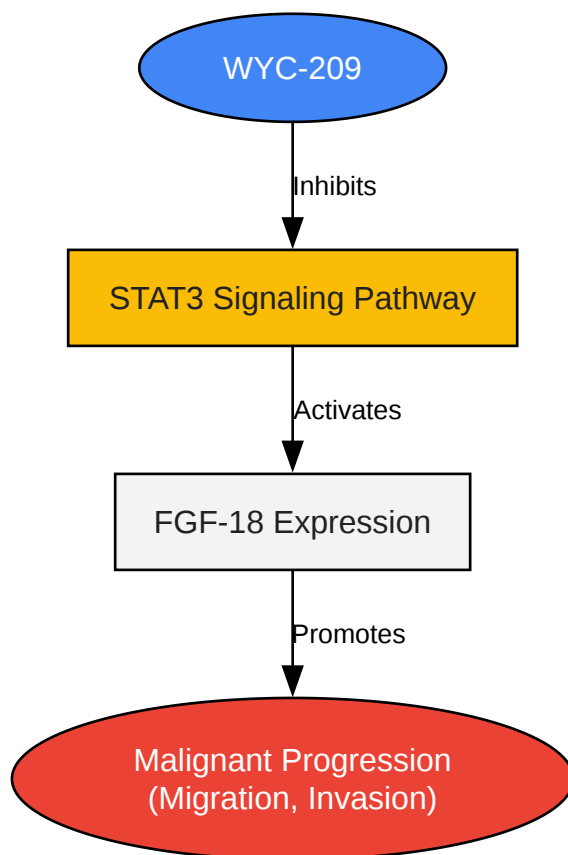 WYC-209
Inhibits
STAT3 Signaling Pathway
Activates
FGF-18 Expression
Promotes
Malignant Progression
(Migration, Invasion)